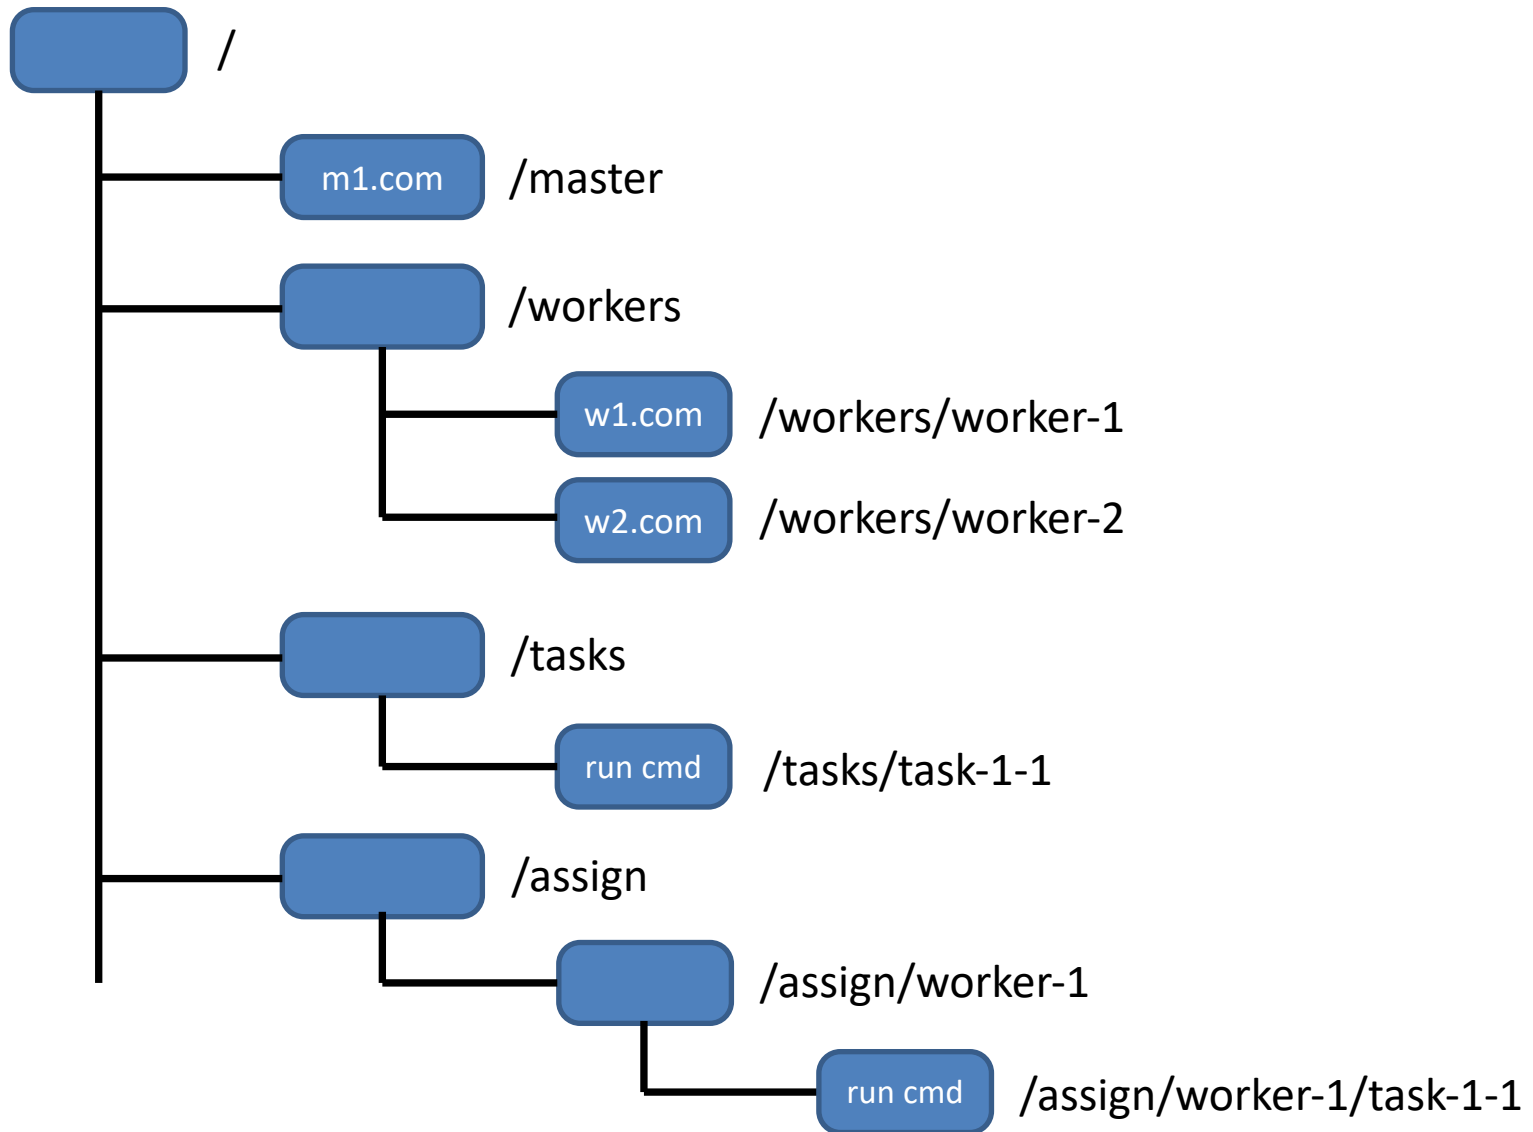 /
m1.com /master
/workers
w1.com /workers/worker-1
w2.com /workers/worker-2
/tasks
run cmd /tasks/task-1-1
/assign
/assign/worker-1
run cmd /assign/worker-1/task-1-1